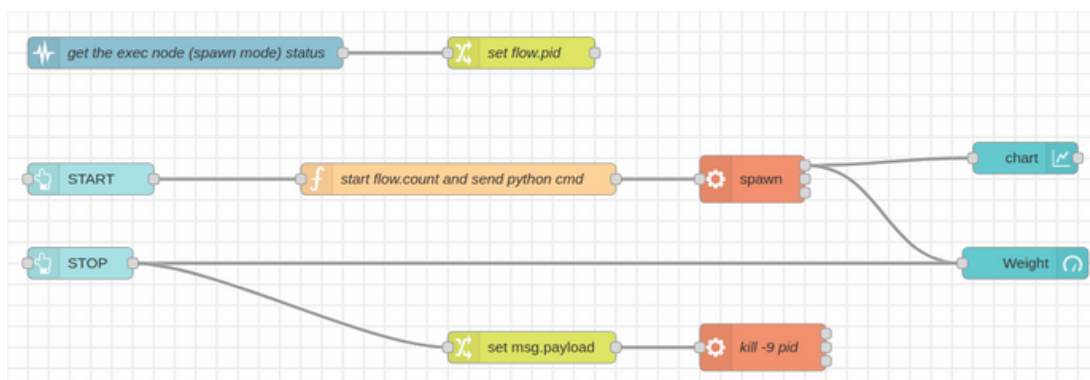 get the exec node (spawn mode) status
set flow.pid
START
start flow.count and send python cmd
spawn
chart
STOP
Weight
set msg.payload
kill -9 pid